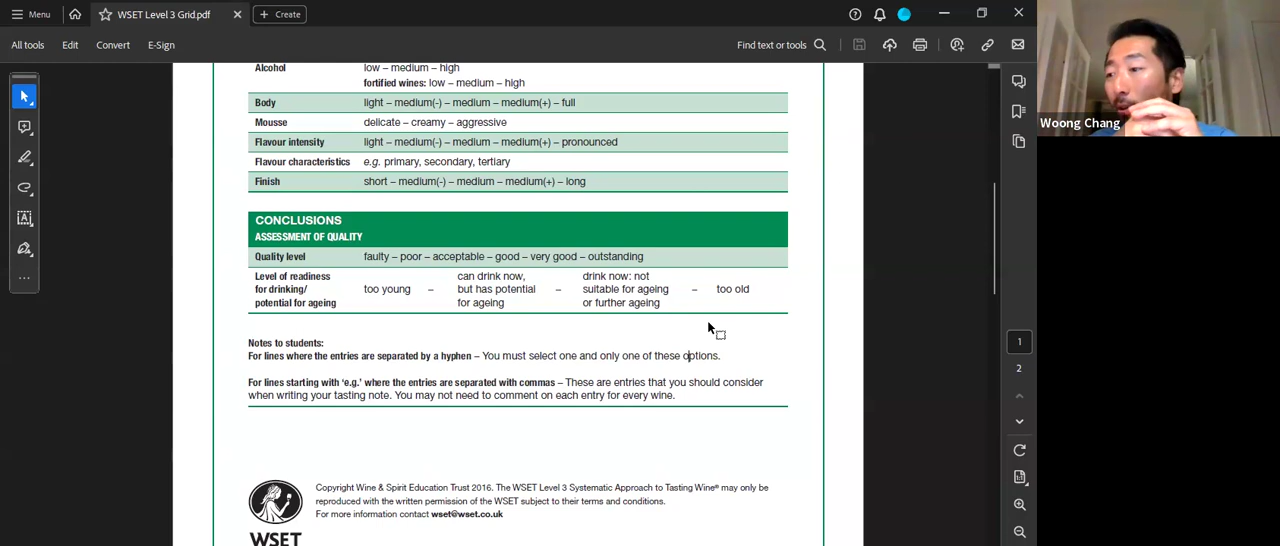 Menu
WSET Level 3 Grid.pdf
Create
All tools
Edit
Convert
E-Sign
Find text or tools
Woong Chang
Alcohol low – medium – high
fortified wines: low – medium – high
Body light – medium(-) – medium – medium(+) – full
Mousse delicate – creamy – aggressive
Flavour intensity light – medium(-) – medium – medium(+) – pronounced
Flavour characteristics e.g. primary, secondary, tertiary
Finish short – medium(-) – medium – medium(+) – long
CONCLUSIONS
ASSESSMENT OF QUALITY
Quality level faulty – poor – acceptable – good – very good – outstanding
Level of readiness can drink now, drink now: not
for drinking/ too young – but has potential – suitable for ageing – too old
potential for ageing for ageing or further ageing
Notes to students:
For lines where the entries are separated by a hyphen – You must select one and only one of these options.
For lines starting with ‘e.g.’ where the entries are separated with commas – These are entries that you should consider
when writing your tasting note. You may not need to comment on each entry for every wine.
Copyright Wine & Spirit Education Trust 2016. The WSET Level 3 Systematic Approach to Tasting Wine® may only be
reproduced with the written permission of the WSET subject to their terms and conditions.
For more information contact wset@wset.co.uk
WSET
1
2